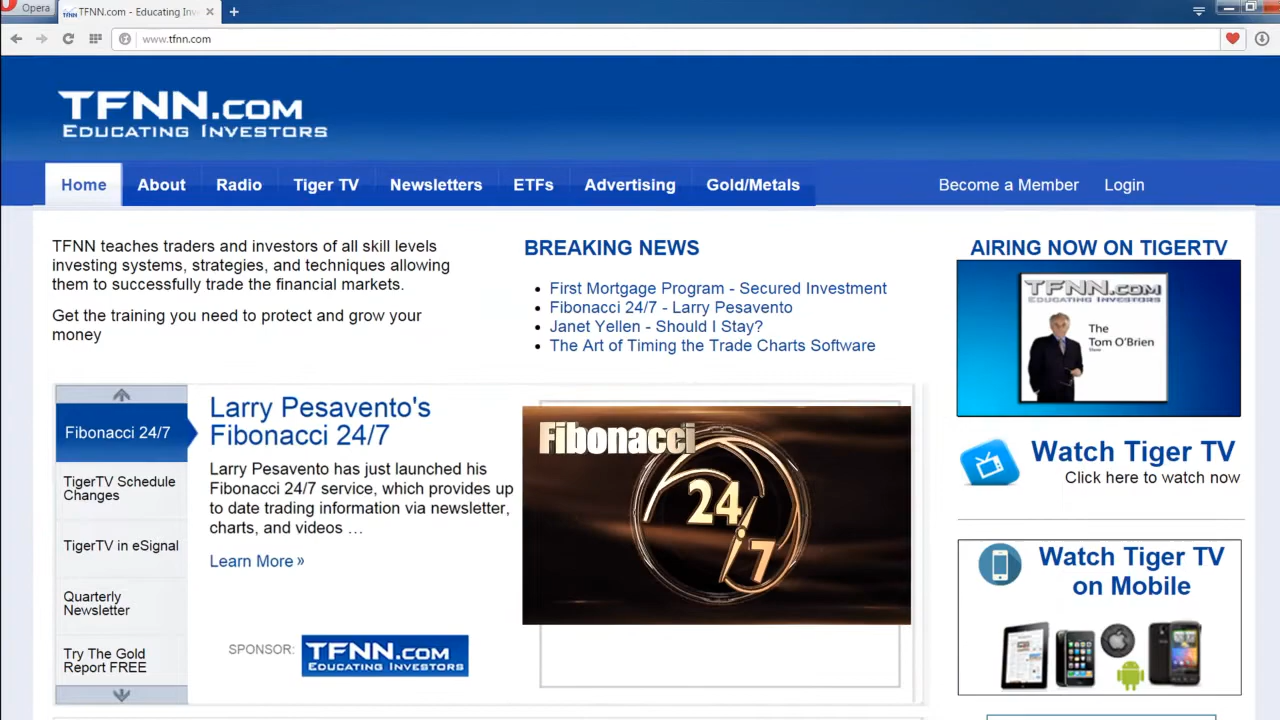 Opera
TFNN.com - Educating Inv
www.tfnn.com
TFNN.COM
EDUCATING INVESTORS
Home
About
Radio
Tiger TV
Newsletters
ETFs
Advertising
Gold/Metals
Become a Member
Login
TFNN teaches traders and investors of all skill levels
investing systems, strategies, and techniques allowing
them to successfully trade the financial markets.
Get the training you need to protect and grow your
money
BREAKING NEWS
First Mortgage Program - Secured Investment
Fibonacci 24/7 - Larry Pesavento
Janet Yellen - Should I Stay?
The Art of Timing the Trade Charts Software
AIRING NOW ON TIGERTV
TFNN.COM
EDUCATING INVESTORS
The
Tom O'Brien
Show
Watch Tiger TV
Click here to watch now
Watch Tiger TV
on Mobile
Fibonacci 24/7
TigerTV Schedule
Changes
TigerTV in eSignal
Quarterly
Newsletter
Try The Gold
Report FREE
Larry Pesavento's
Fibonacci 24/7
Larry Pesavento has just launched his
Fibonacci 24/7 service, which provides up
to date trading information via newsletter,
charts, and videos …
Learn More »
SPONSOR:
TFNN.COM
EDUCATING INVESTORS
Fibonacci
24/7